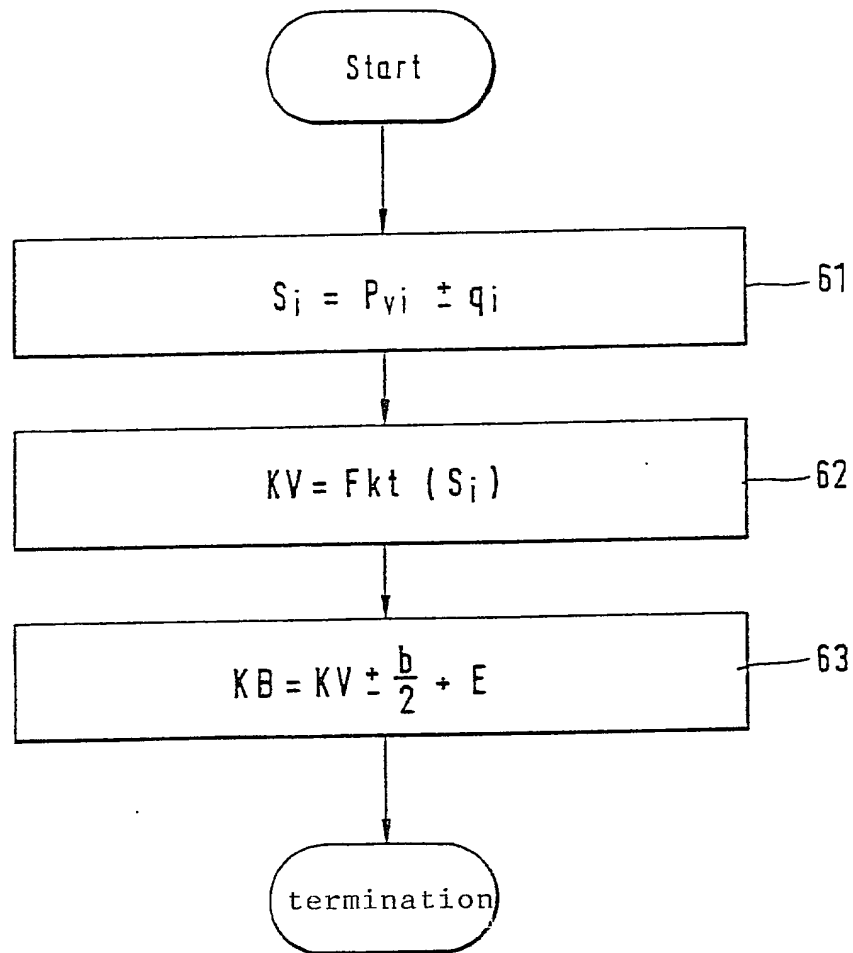 Start
Si = Pvi ± qi
61
KV = Fkt (Si)
62
KB = KV ± b/2 + E
63
termination